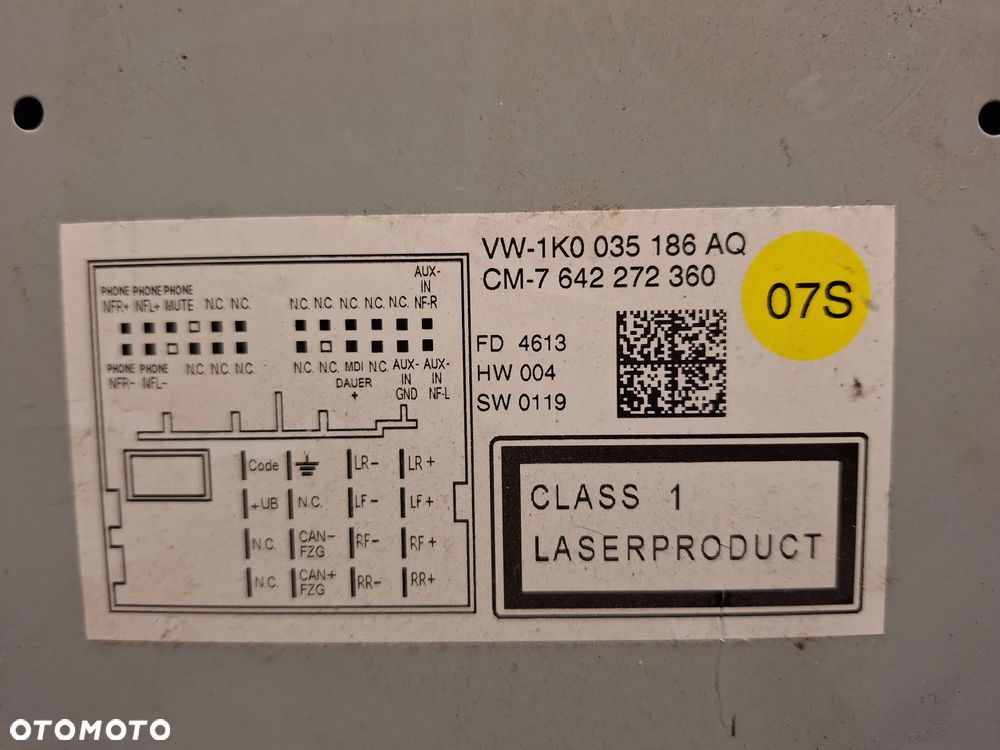 VW-1K0 035 186 AQ
CM-7 642 272 360
07S
FD 4613
HW 004
SW 0119
CLASS 1
LASERPRODUCT
AUX-
IN
PHONE PHONE PHONE
NFR+ NFL+ MUTE N.C. N.C. N.C. N.C. N.C. N.C. N.C. NF-R
PHONE PHONE N.C. N.C. N.C. N.C. N.C. MDI N.C. AUX- AUX-
NFR- NFL- DAUER IN IN
+ GND NF-L
Code LR- LR+
+UB N.C. LF- LF+
N.C. CAN- FZG RF- RF+
N.C. CAN+ FZG RR- RR+
OTOMOTO